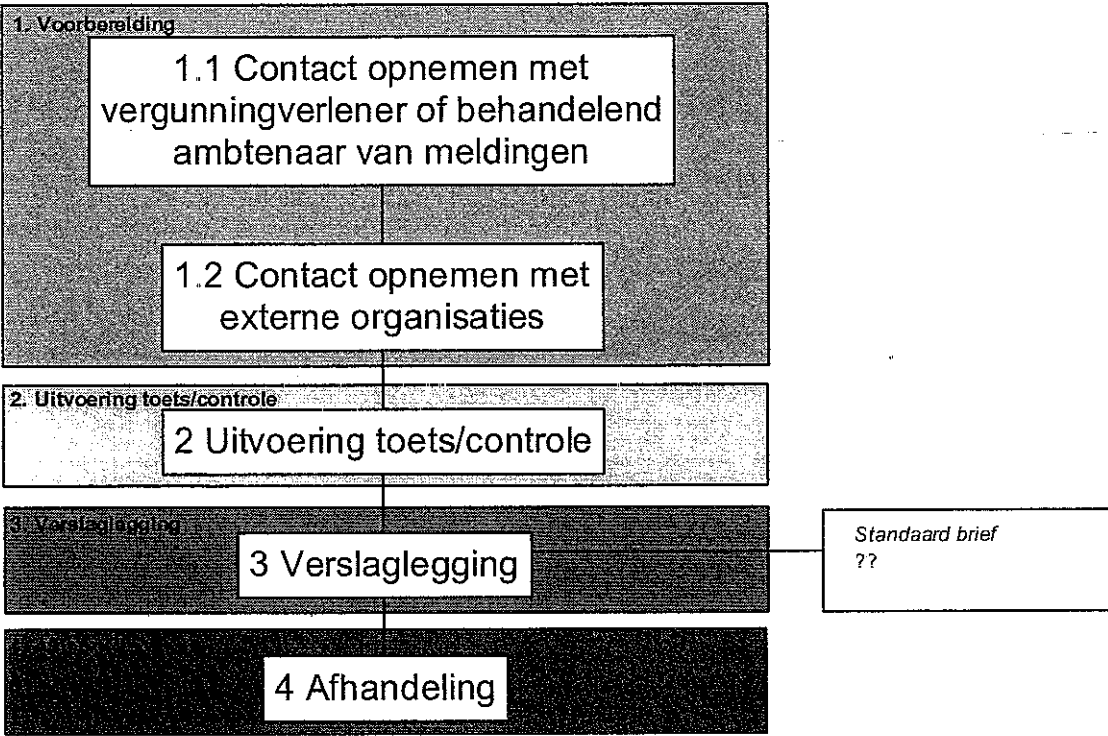 1. Voorbereiding
1.1 Contact opnemen met
vergunningverlener of behandelend
ambtenaar van meldingen
1.2 Contact opnemen met
externe organisaties
2. Uitvoering toets/controle
2 Uitvoering toets/controle
3. Verslaglegging
3 Verslaglegging
Standaard brief
??
4 Afhandeling